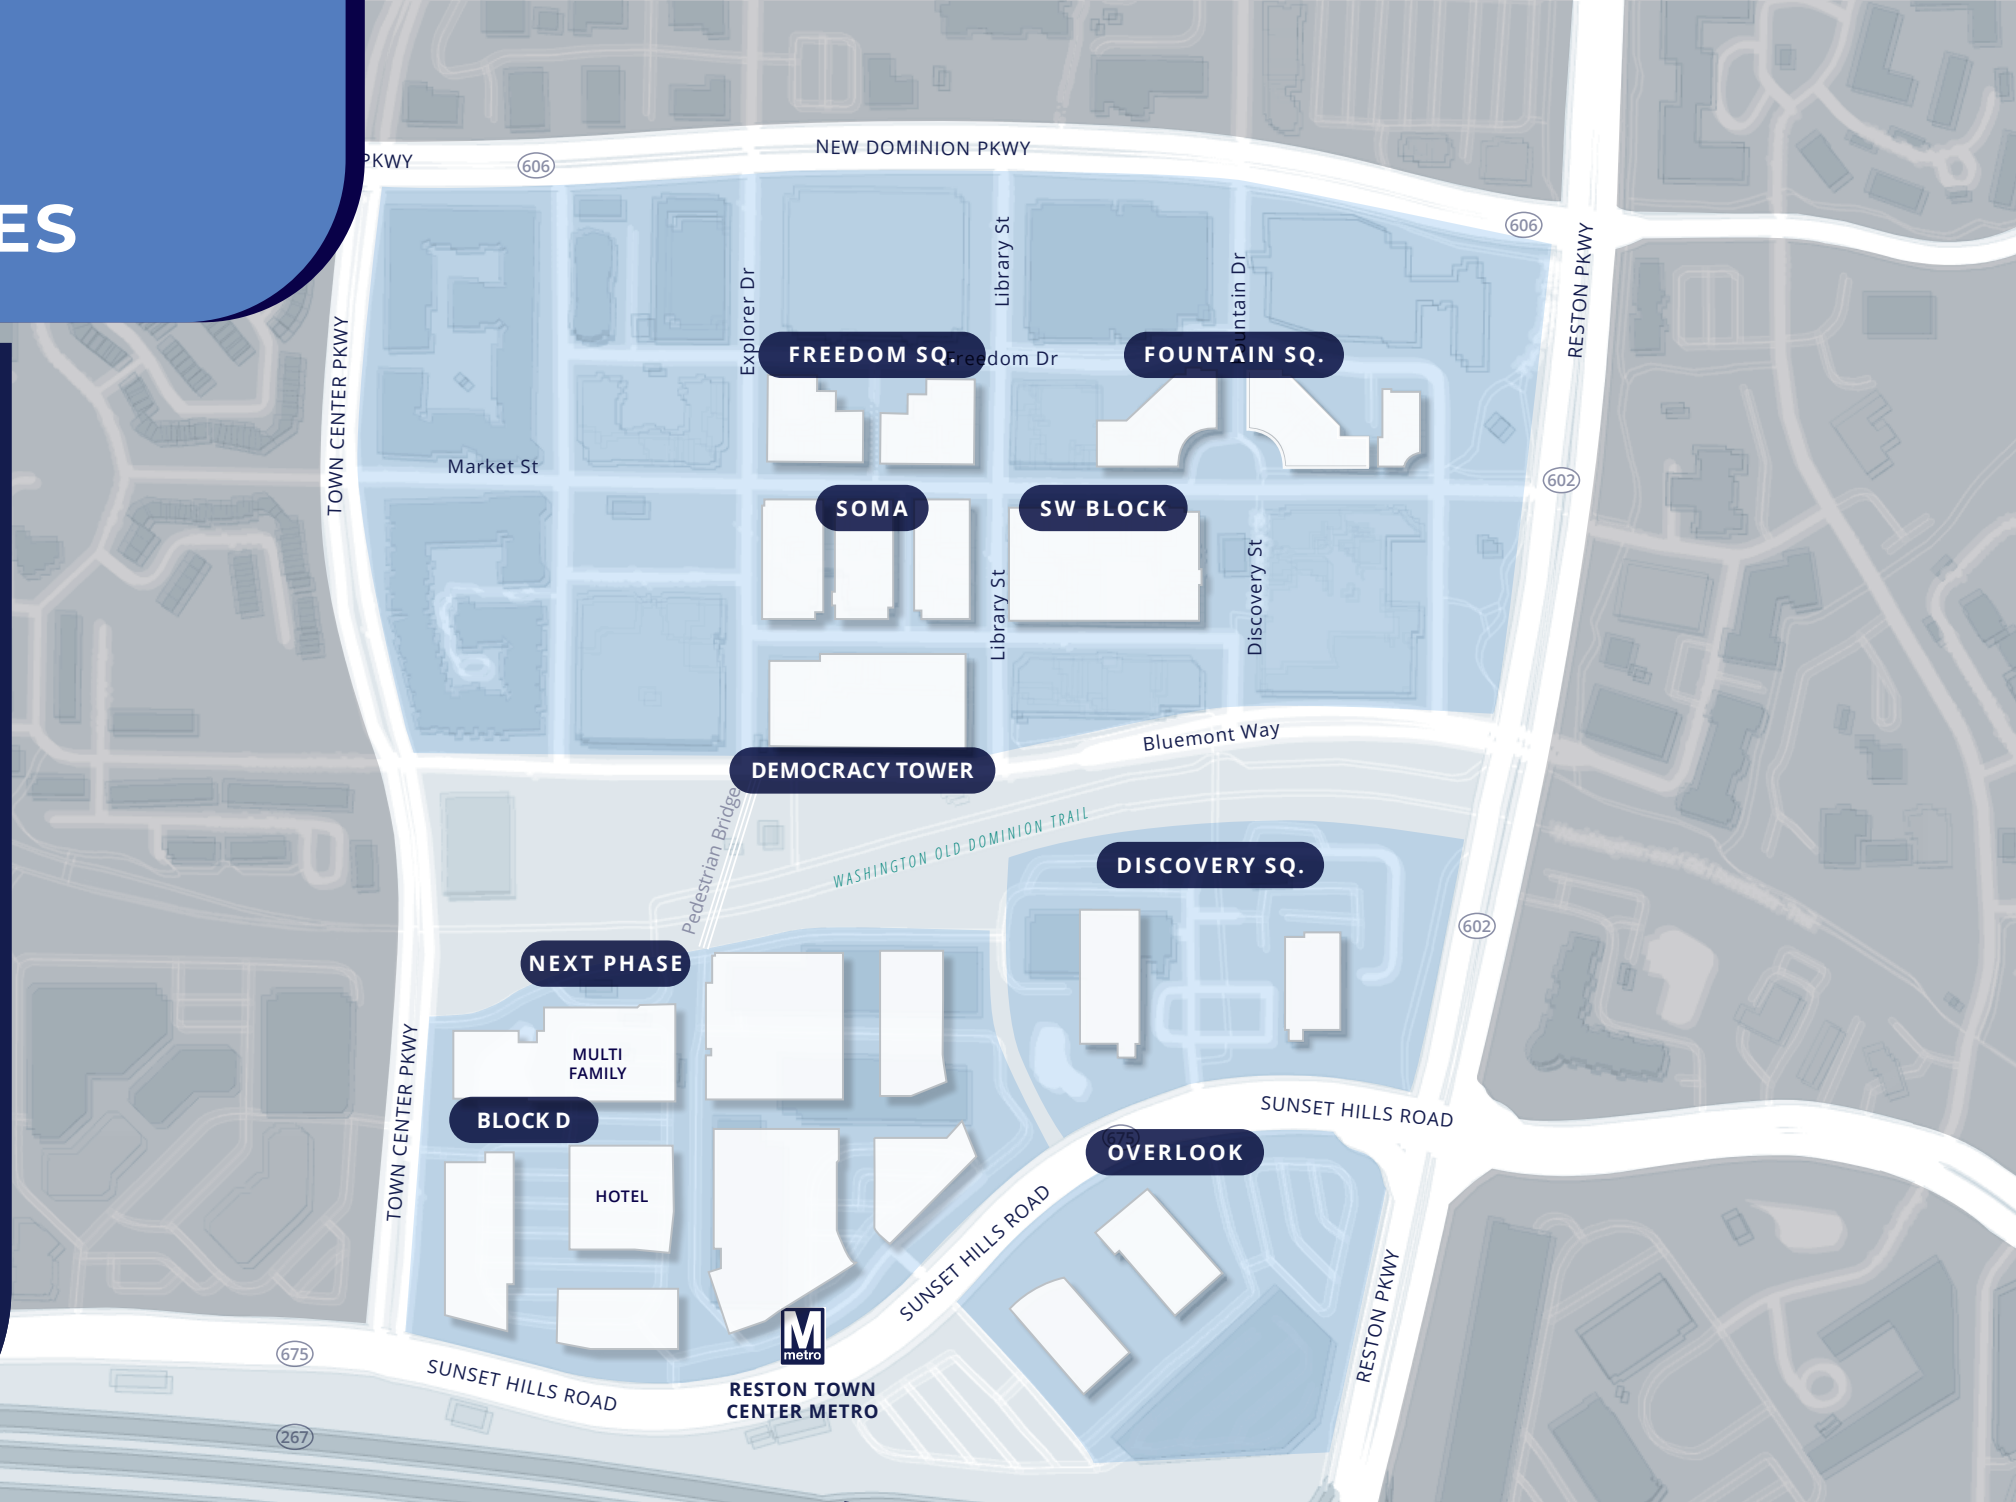 ES
PKWY
606
NEW DOMINION PKWY
606
RESTON PKWY
TOWN CENTER PKWY
Explorer Dr
Library St
FREEDOM SQ.
Freedom Dr
FOUNTAIN SQ.
Market St
602
SOMA
SW BLOCK
Library St
Discovery St
DEMOCRACY TOWER
Bluemont Way
Pedestrian Bridge
WASHINGTON OLD DOMINION TRAIL
DISCOVERY SQ.
602
NEXT PHASE
MULTI
FAMILY
BLOCK D
TOWN CENTER PKWY
HOTEL
SUNSET HILLS ROAD
675
OVERLOOK
SUNSET HILLS ROAD
RESTON PKWY
675
SUNSET HILLS ROAD
M
metro
RESTON TOWN
CENTER METRO
267